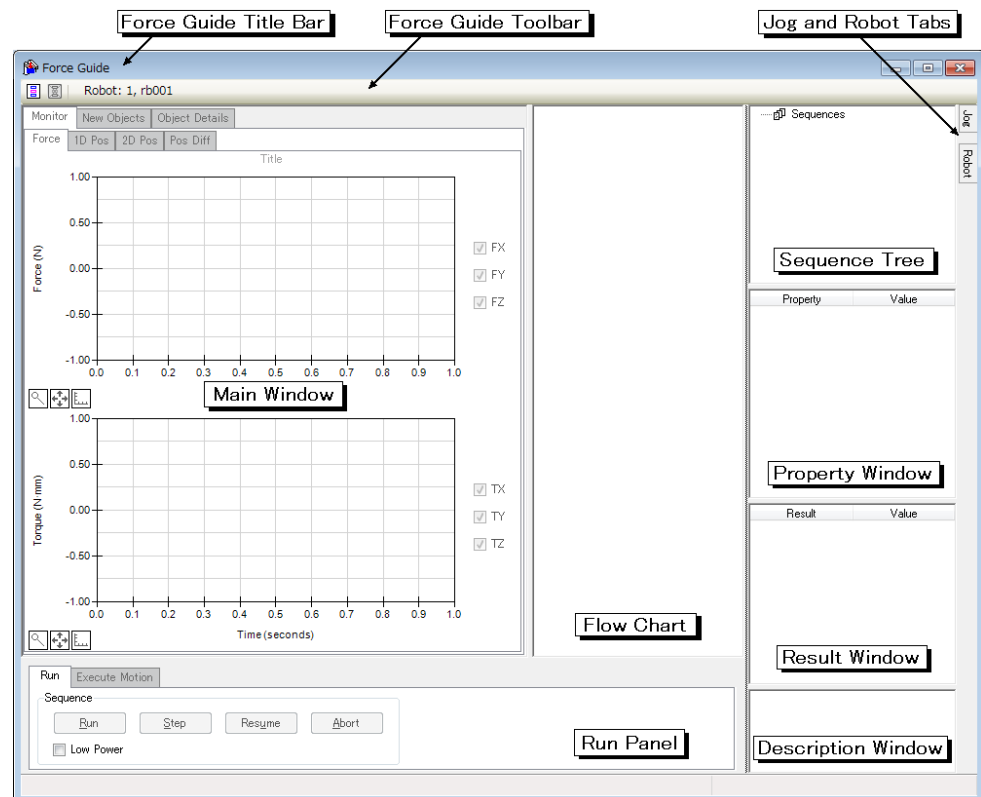 Force Guide Title Bar
Force Guide Toolbar
Jog and Robot Tabs
Force Guide
Robot: 1, rb001
Monitor New Objects Object Details
Force 1D Pos 2D Pos Pos Diff
Title
1.00
0.50
0.00
-0.50
-1.00
Force (N)
0.0 0.1 0.2 0.3 0.4 0.5 0.6 0.7 0.8 0.9 1.0
FX
FY
FZ
Main Window
1.00
0.50
0.00
-0.50
-1.00
Torque (N·mm)
0.0 0.1 0.2 0.3 0.4 0.5 0.6 0.7 0.8 0.9 1.0
Time (seconds)
TX
TY
TZ
Flow Chart
Sequences
Sequence Tree
Jog
Robot
Property Value
Property Window
Result Value
Result Window
Description Window
Run Execute Motion
Sequence
Run Step Resume Abort
Low Power
Run Panel